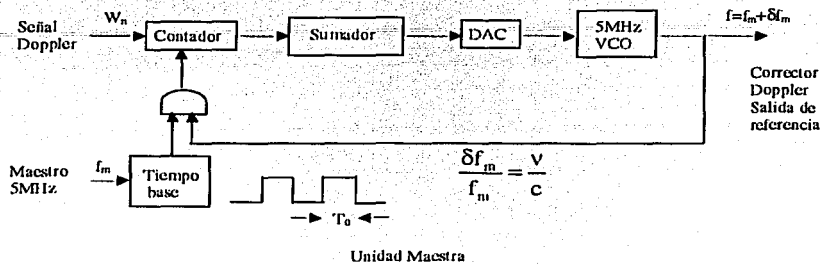 Señal
Doppler
Wn
Contador
Sumador
DAC
5MHz
VCO
f=fm+δfm
Corrector
Doppler
Salida de
referencia
Maestro
5MHz
fm
Tiempo
base
T0
δfm/fm = v/c
Unidad Maestra